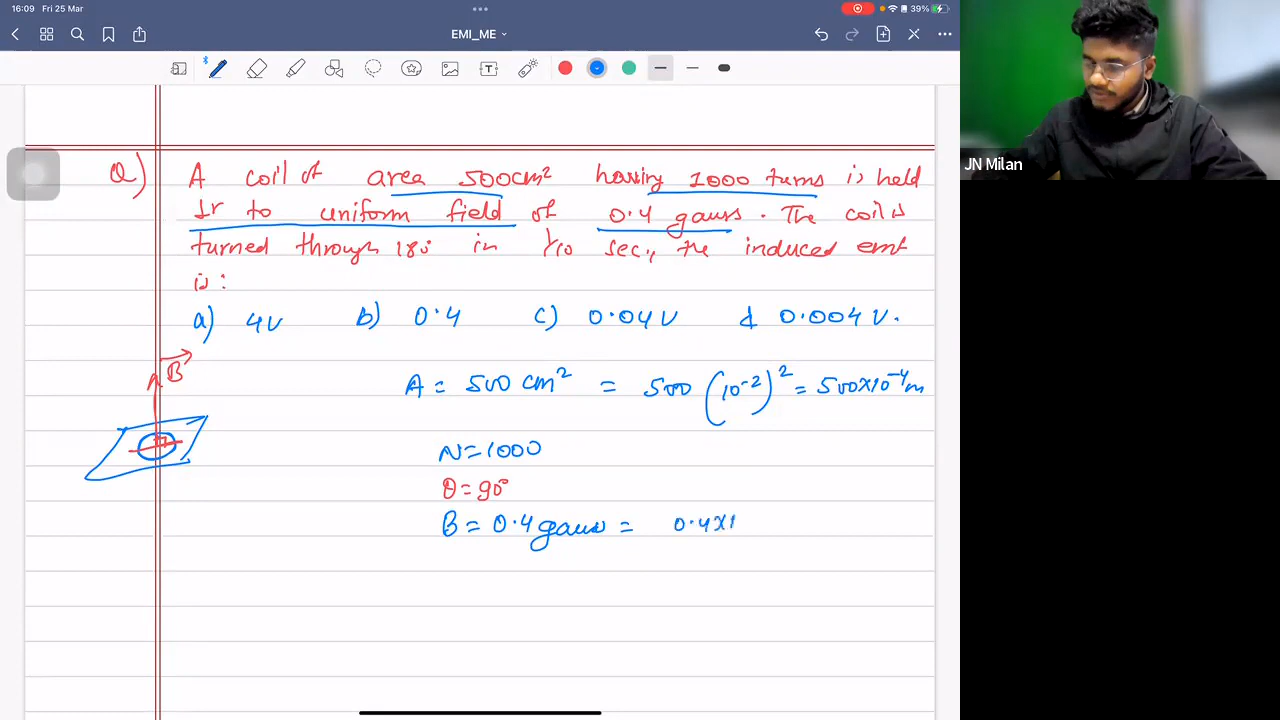 16:09 Fri 25 Mar
39%
EMI_ME
JN Milan
Q) A coil of area 500cm² having 1000 turns is held
⊥r to uniform field of 0.4 gauss. The coil is
turned through 180° in 1/10 sec., the induced emf
is:
a) 4V b) 0.4 c) 0.04V d 0.004V.
B
A = 500 cm² = 500 (10⁻²)² = 500×10⁻⁴m
N=1000
θ=90°
B = 0.4 gauss = 0.4×1